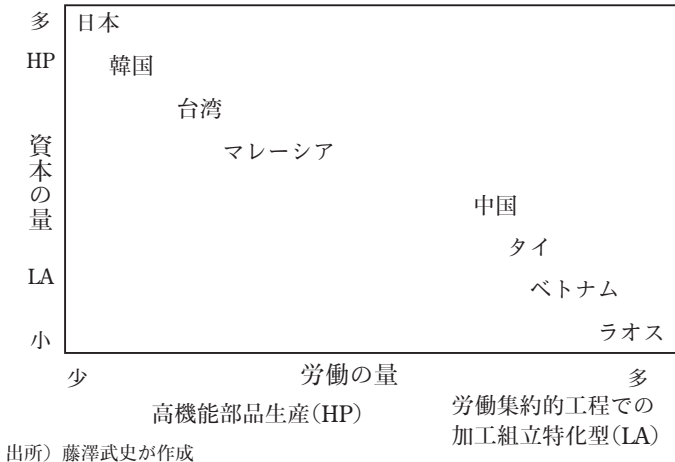 多
日本
HP
韓国
台湾
マレーシア
資本の量
中国
タイ
LA
ベトナム
ラオス
小
少
労働の量
多
高機能部品生産(HP)
労働集約的工程での
加工組立特化型(LA)
出所）藤澤武史が作成